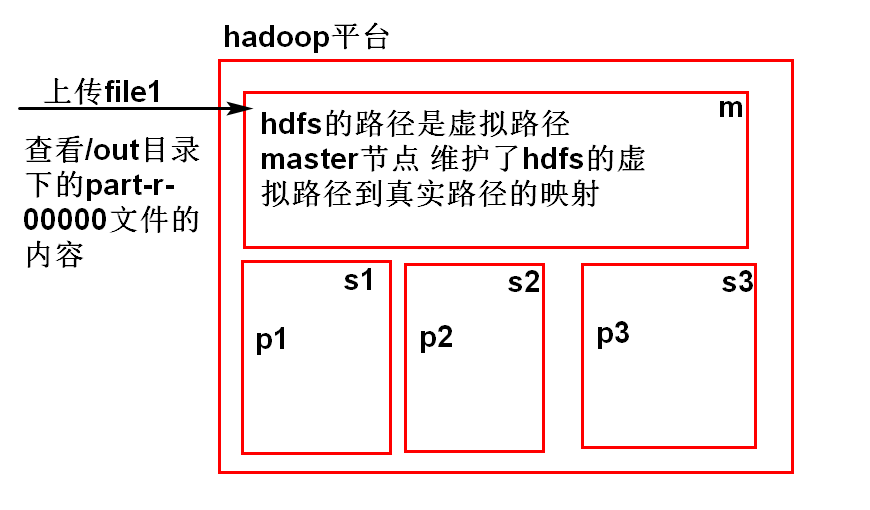 hadoop平台
上传file1
查看/out目录
下的part-r-
00000文件的
内容
m
hdfs的路径是虚拟路径
master节点 维护了hdfs的虚
拟路径到真实路径的映射
s1
p1
s2
p2
s3
p3